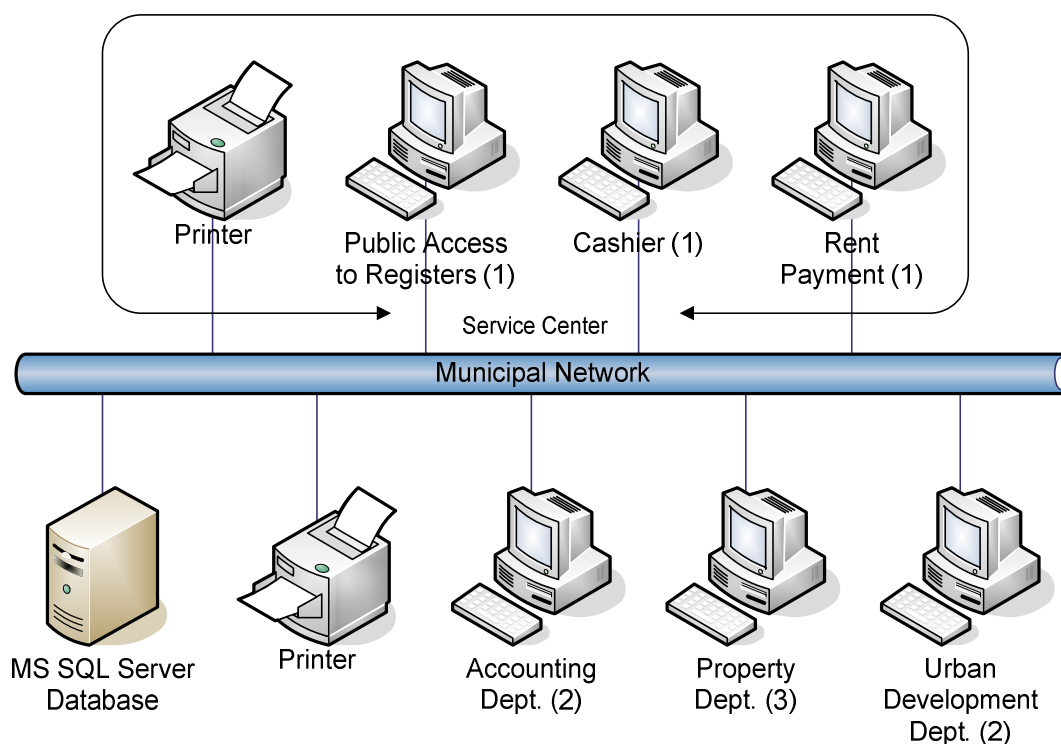 Printer
Public Access
to Registers (1)
Cashier (1)
Rent
Payment (1)
Service Center
Municipal Network
MS SQL Server
Database
Printer
Accounting
Dept. (2)
Property
Dept. (3)
Urban
Development
Dept. (2)